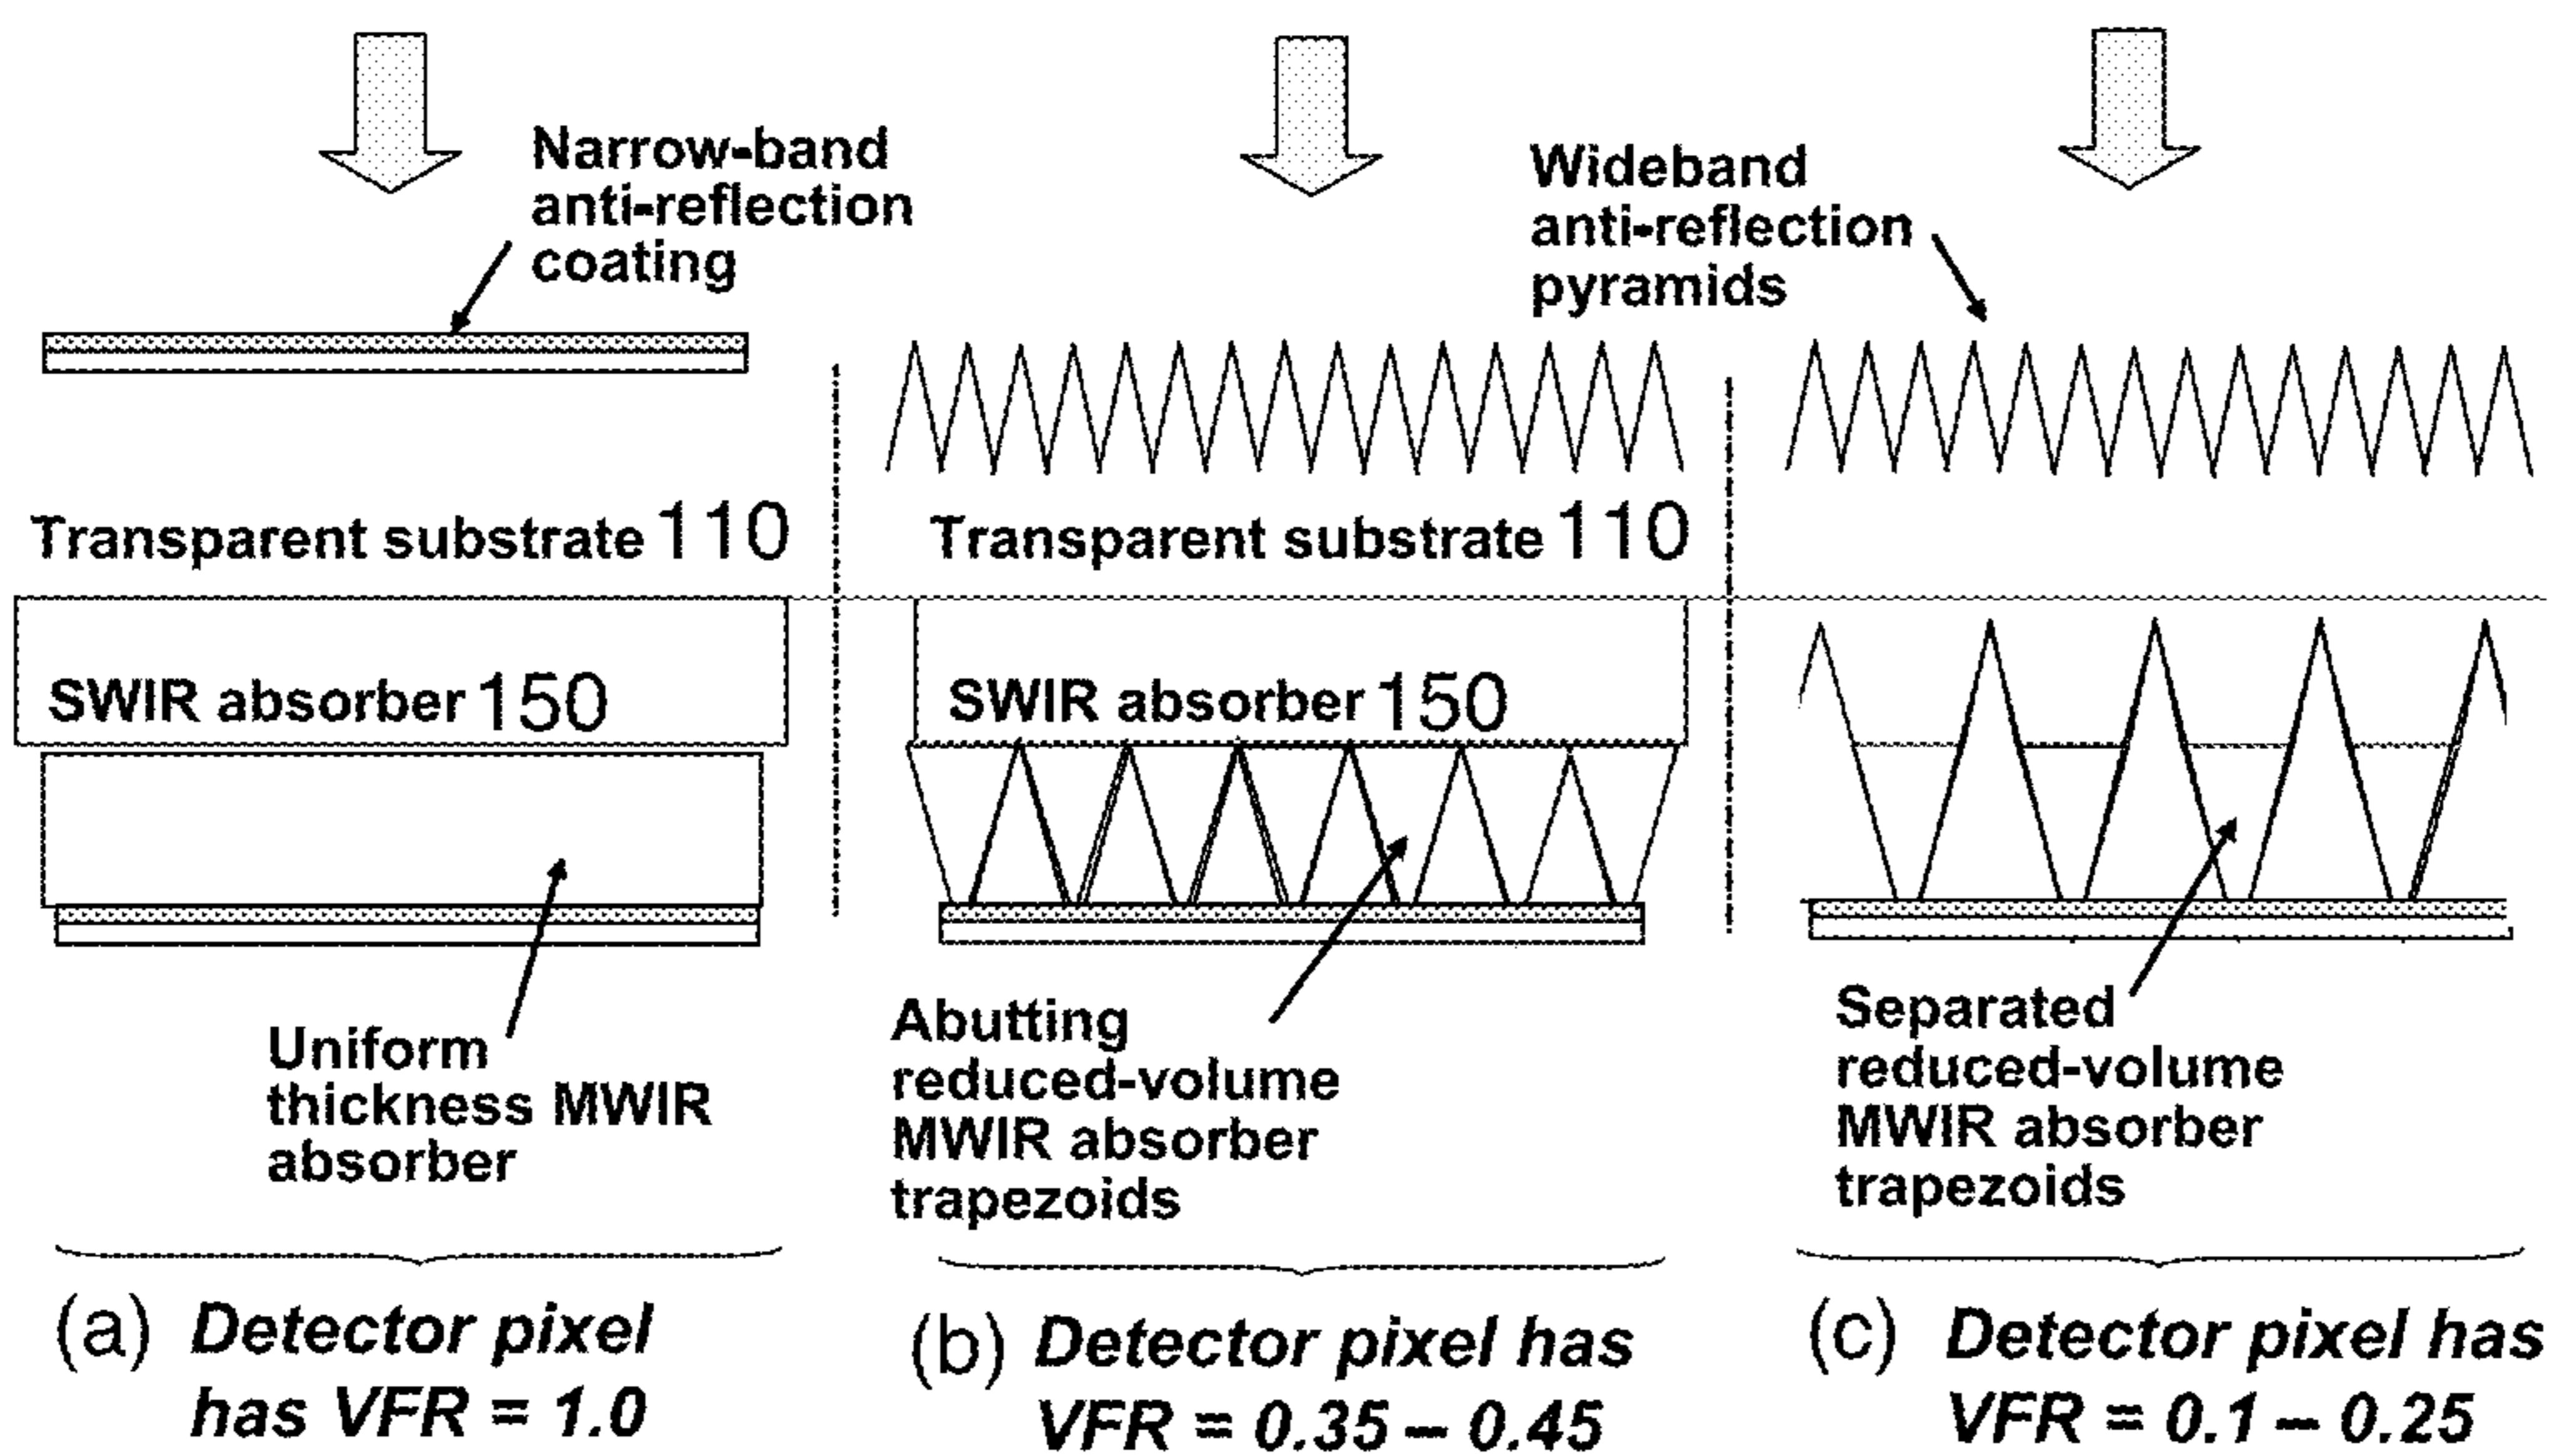 Narrow-band
anti-reflection
coating
Wideband
anti-reflection
pyramids
Transparent substrate 110
Transparent substrate 110
SWIR absorber 150
SWIR absorber 150
Uniform
thickness MWIR
absorber
Abutting
reduced-volume
MWIR absorber
trapezoids
Separated
reduced-volume
MWIR absorber
trapezoids
(a) Detector pixel
has VFR = 1.0
(b) Detector pixel has
VFR = 0.35 – 0.45
(c) Detector pixel has
VFR = 0.1 – 0.25